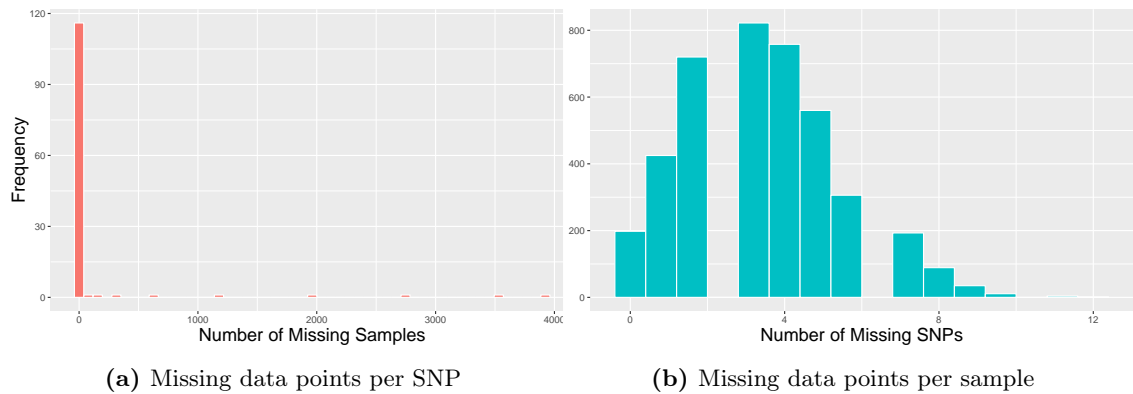 120
90
60
30
0
Frequency
0 1000 2000 3000 4000
Number of Missing Samples
(a) Missing data points per SNP
800
600
400
200
0
0 4 8 12
Number of Missing SNPs
(b) Missing data points per sample